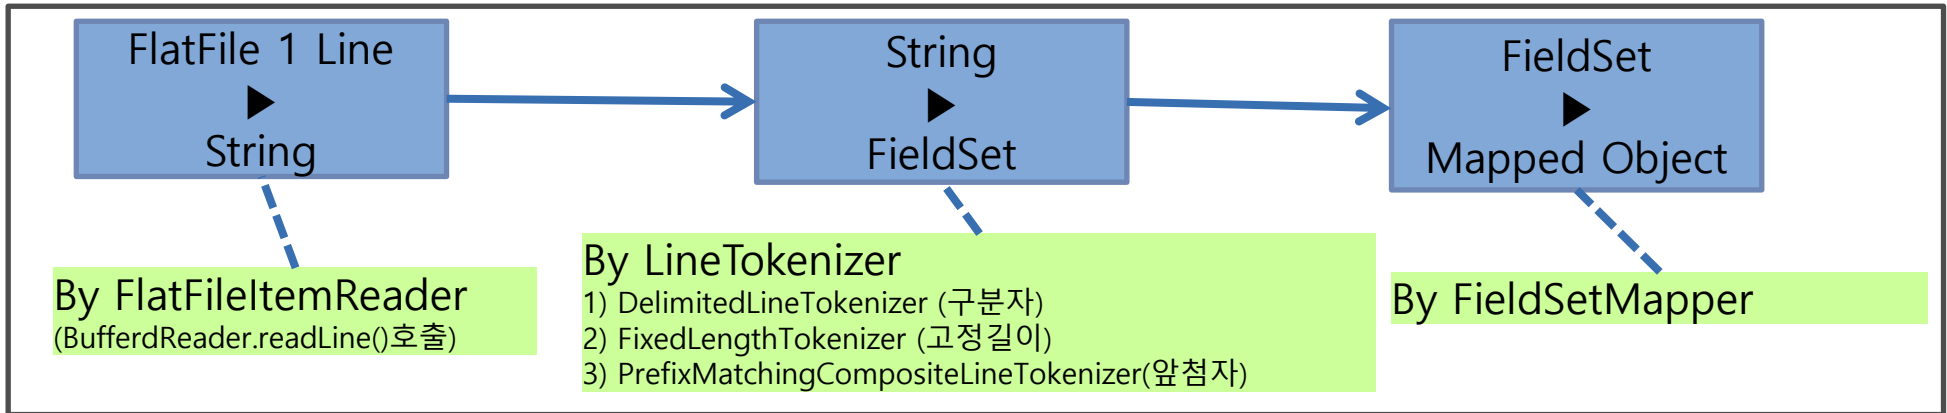 FlatFile 1 Line
▶
String
String
▶
FieldSet
FieldSet
▶
Mapped Object
By FlatFileItemReader
(BufferdReader.readLine()호출)
By LineTokenizer
1) DelimitedLineTokenizer (구분자)
2) FixedLengthTokenizer (고정길이)
3) PrefixMatchingCompositeLineTokenizer(앞첨자)
By FieldSetMapper